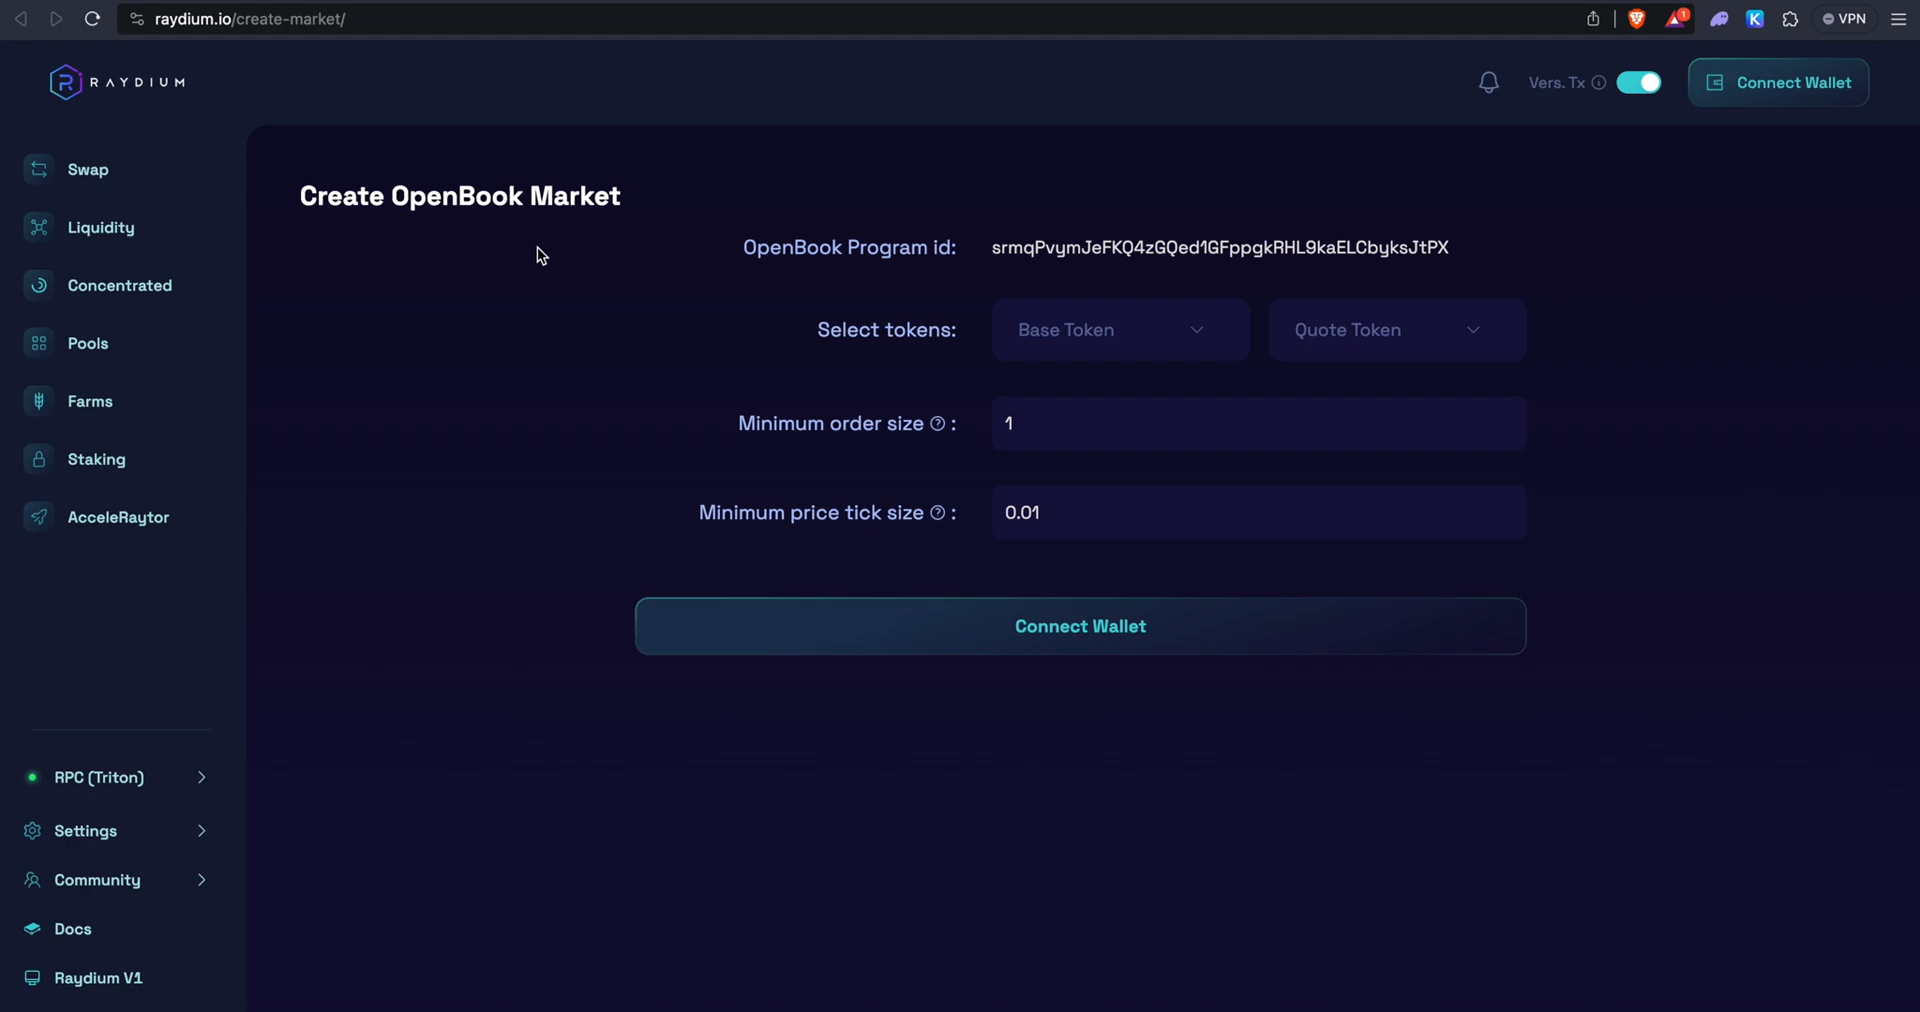 raydium.io/create-market/
1
K
VPN
RAYDIUM
Vers. Tx
Connect Wallet
Swap
Liquidity
Concentrated
Pools
Farms
Staking
AcceleRaytor
RPC (Triton)
Settings
Community
Docs
Raydium V1
Create OpenBook Market
OpenBook Program id: srmqPvymJeFKQ4zGQed1GFppgkRHL9kaELCbyksJtPX
Select tokens: Base Token Quote Token
Minimum order size ? : 1
Minimum price tick size ? : 0.01
Connect Wallet